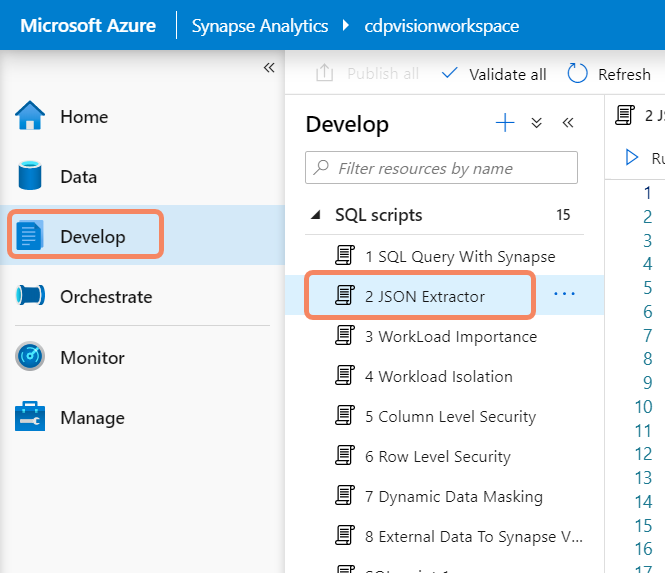 Microsoft Azure Synapse Analytics cdpvisionworkspace
Publish all Validate all Refresh
Home
Data
Develop
Orchestrate
Monitor
Manage
Develop
Filter resources by name
SQL scripts 15
1 SQL Query With Synapse
2 JSON Extractor
3 WorkLoad Importance
4 Workload Isolation
5 Column Level Security
6 Row Level Security
7 Dynamic Data Masking
8 External Data To Synapse V...
2 JS
Ru
1
2
3
4
5
6
7
8
9
10
11
12
13
14
15
16
17